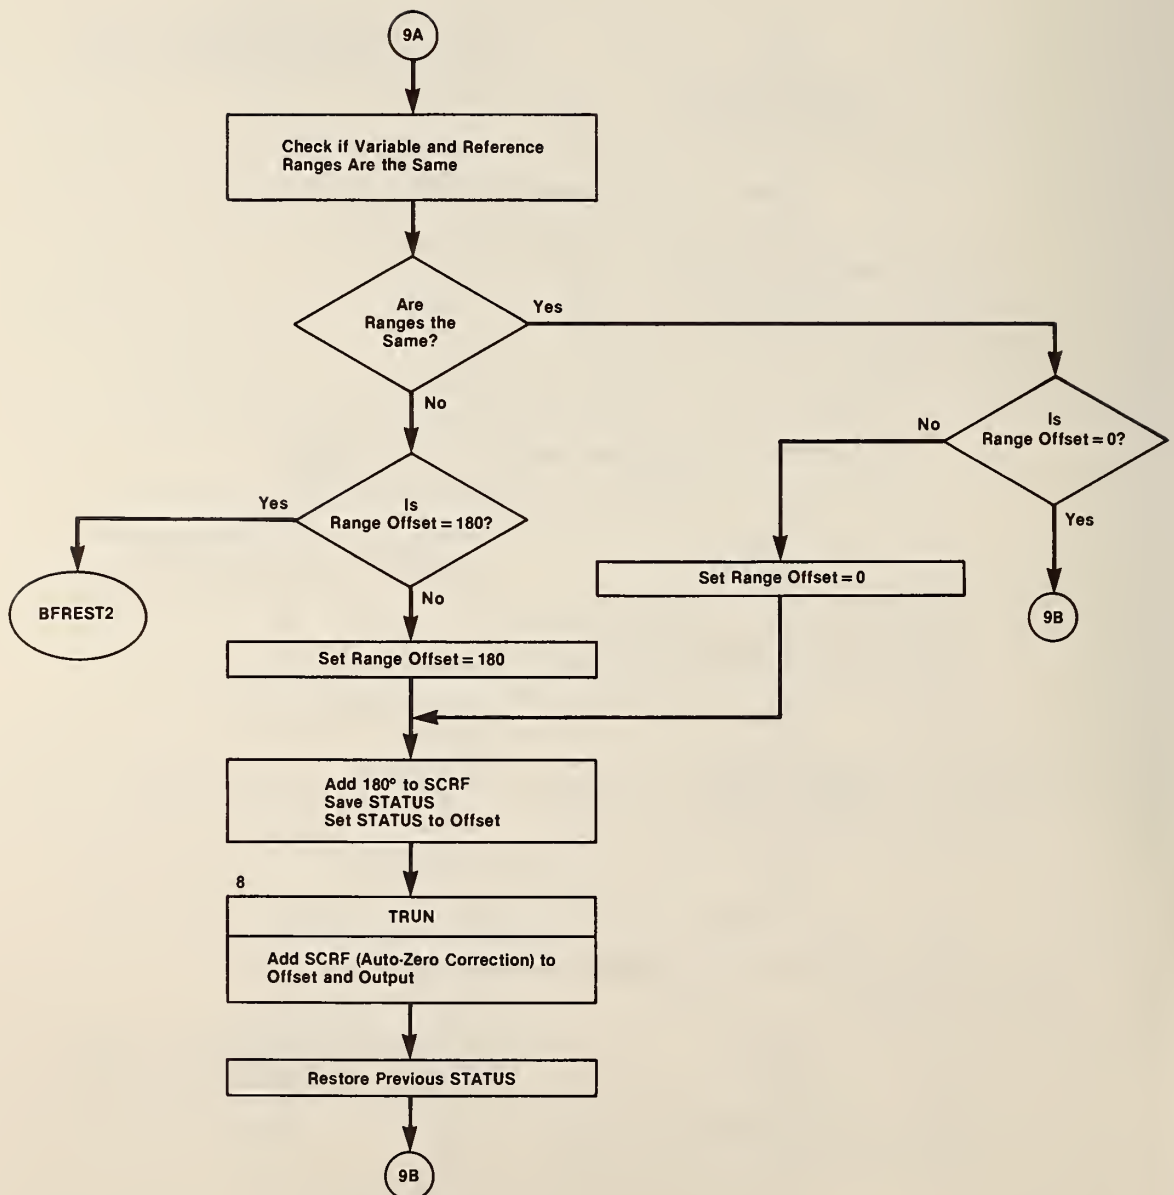 9A
Check if Variable and Reference
Ranges Are the Same
Are
Ranges the
Same?
Yes
No
Is
Range Offset = 0?
No
Yes
Is
Range Offset = 180?
Yes
No
BFREST2
Set Range Offset = 0
9B
Set Range Offset = 180
Add 180° to SCRF
Save STATUS
Set STATUS to Offset
8
TRUN
Add SCRF (Auto-Zero Correction) to
Offset and Output
Restore Previous STATUS
9B